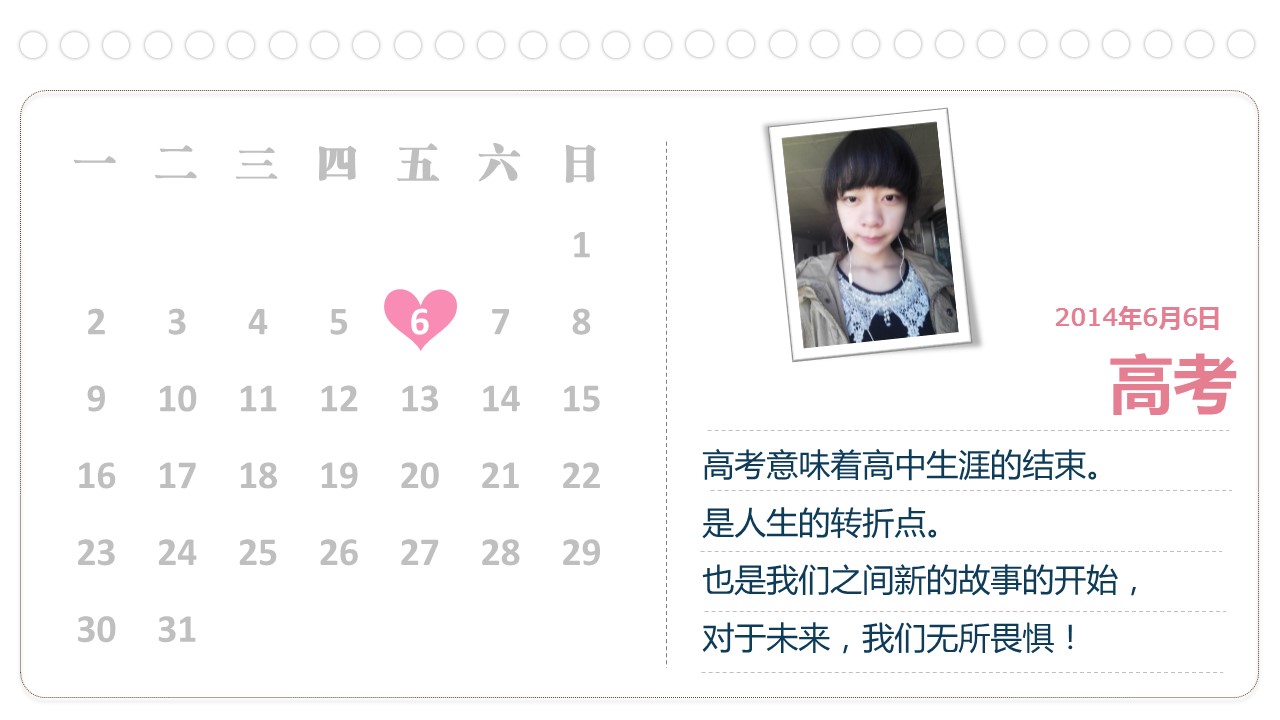 一 二 三 四 五 六 日
1
2 3 4 5 6 7 8
9 10 11 12 13 14 15
16 17 18 19 20 21 22
23 24 25 26 27 28 29
30 31
2014年6月6日
高考
高考意味着高中生涯的结束。
是人生的转折点。
也是我们之间新的故事的开始，
对于未来，我们无所畏惧！